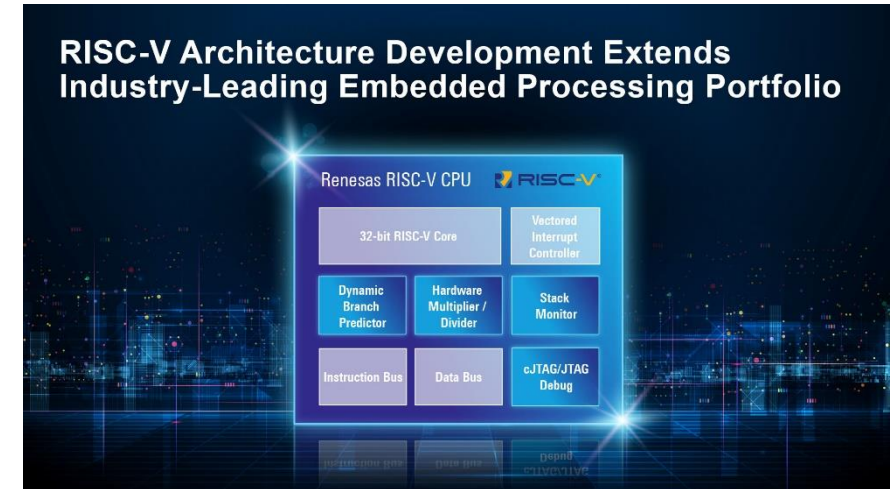 RISC-V Architecture Development Extends
Industry-Leading Embedded Processing Portfolio
Renesas RISC-V CPU
RISC-V®
32-bit RISC-V Core
Vectored
Interrupt
Controller
Dynamic
Branch
Predictor
Hardware
Multiplier /
Divider
Stack
Monitor
Instruction Bus
Data Bus
cJTAG/JTAG
Debug